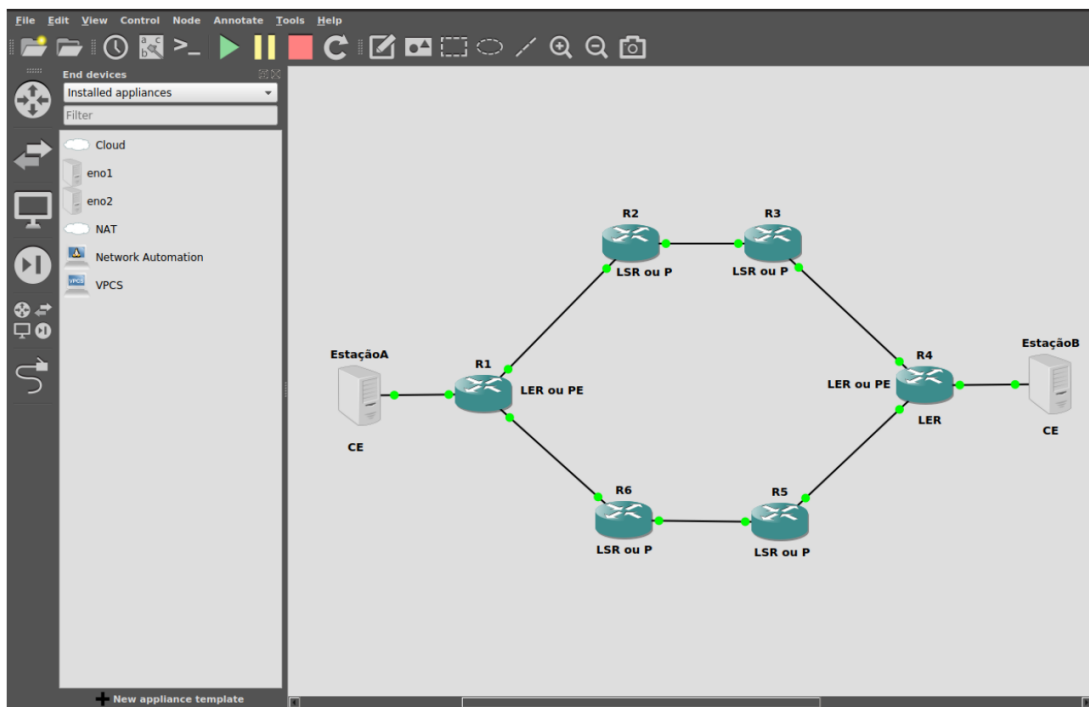 File Edit View Control Node Annotate Tools Help
End devices
Installed appliances
Filter
Cloud
eno1
eno2
NAT
Network Automation
VPCS
New appliance template
R2
LSR ou P
R3
LSR ou P
EstaçãoA
CE
R1
LER ou PE
R4
LER ou PE
LER
EstaçãoB
CE
R6
LSR ou P
R5
LSR ou P